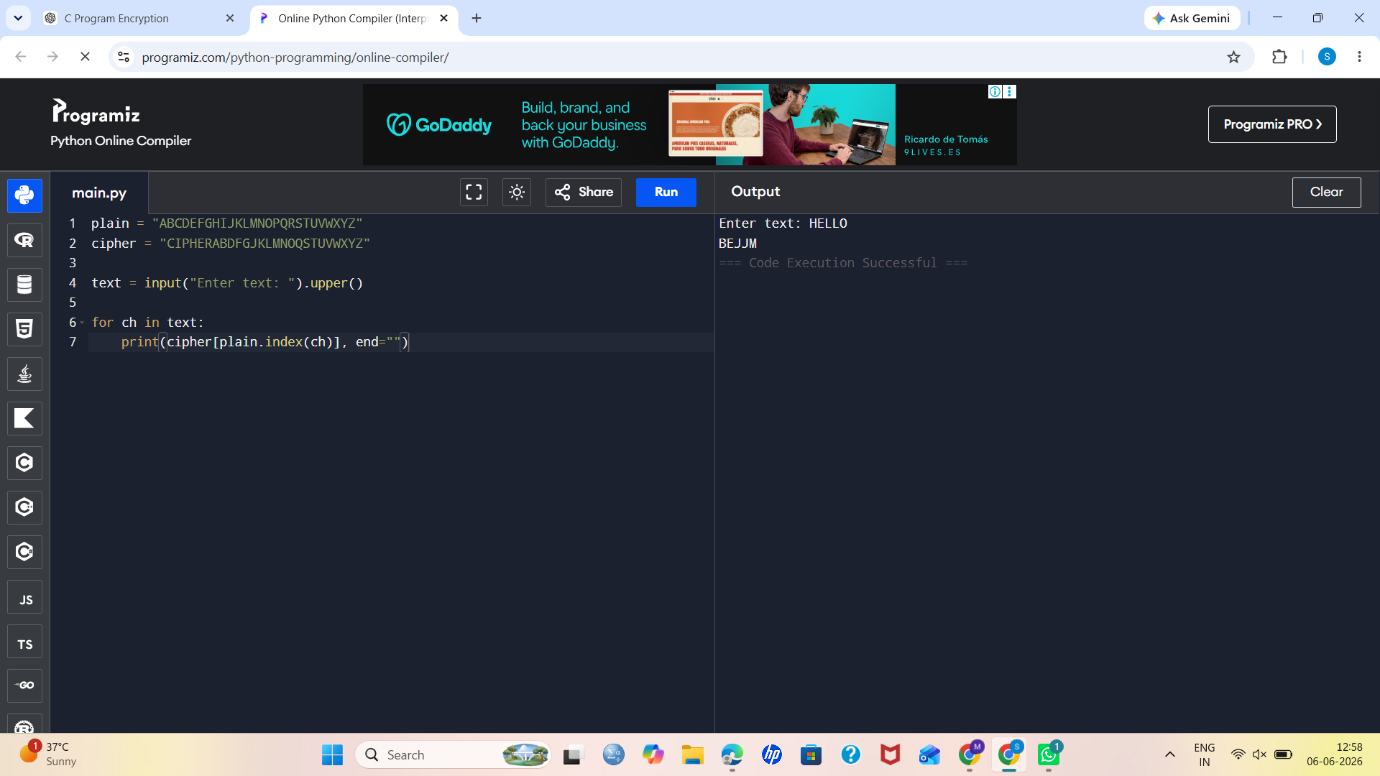 C Program Encryption
Online Python Compiler (Interp
Ask Gemini
programiz.com/python-programming/online-compiler/
S
Programiz
Python Online Compiler
GoDaddy
Build, brand, and
back your business
with GoDaddy.
Ricardo de Tomás
9LIVES.ES
Programiz PRO
main.py
Share
Run
Output
Clear
1 plain = "ABCDEFGHIJKLMNOPQRSTUVWXYZ"
2 cipher = "CIPHERABDFGJKLMNOQSTUVWXYZ"
3
4 text = input("Enter text: ").upper()
5
6 for ch in text:
7 print(cipher[plain.index(ch)], end="")
Enter text: HELLO
BEJJM
=== Code Execution Successful ===
JS
TS
GO
1
37°C
Sunny
Search
hp
M
S
1
ENG
IN
12:58
06-06-2026